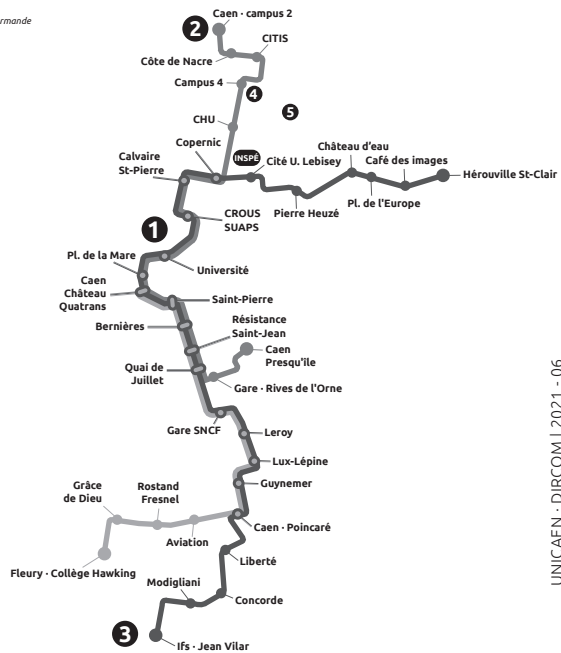 ormande
Caen · campus 2
2
CITIS
Côte de Nacre
Campus 4
4
5
CHU
Copernic
INSPÉ
Château d'eau
Calvaire
St-Pierre
Cité U. Lebisey
Café des images
Hérouville St-Clair
Pl. de l'Europe
Pierre Heuzé
CROUS
SUAPS
1
Pl. de la Mare
Université
Caen
Château
Quatrans
Saint-Pierre
Bernières
Résistance
Saint-Jean
Caen
Presqu'île
Quai de
Juillet
Gare · Rives de l'Orne
Gare SNCF
Leroy
Lux-Lépine
Guynemer
Grâce
de Dieu
Rostand
Fresnel
Caen · Poincaré
Aviation
Liberté
Fleury · Collège Hawking
Modigliani
Concorde
3
Ifs · Jean Vilar
UNICAEN · DIRCOM | 2021 - 06